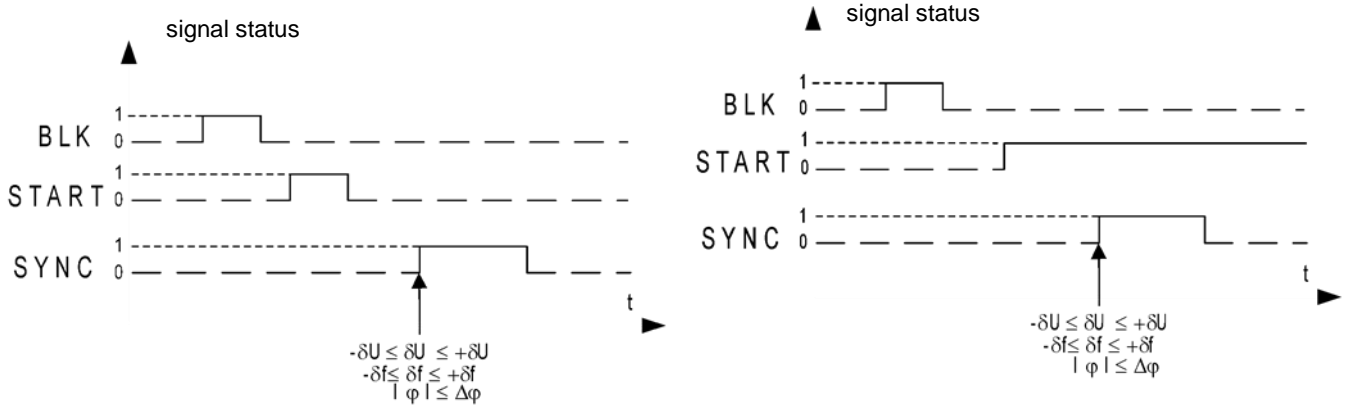 signal status
BLK 1 0
START 1 0
SYNC 1 0
t
-δU ≤ δU ≤ +δU
-δf≤ δf ≤ +δf
| φ | ≤ Δφ
signal status
BLK 1 0
START 1 0
SYNC 1 0
t
-δU ≤ δU ≤ +δU
-δf≤ δf ≤ +δf
| φ | ≤ Δφ